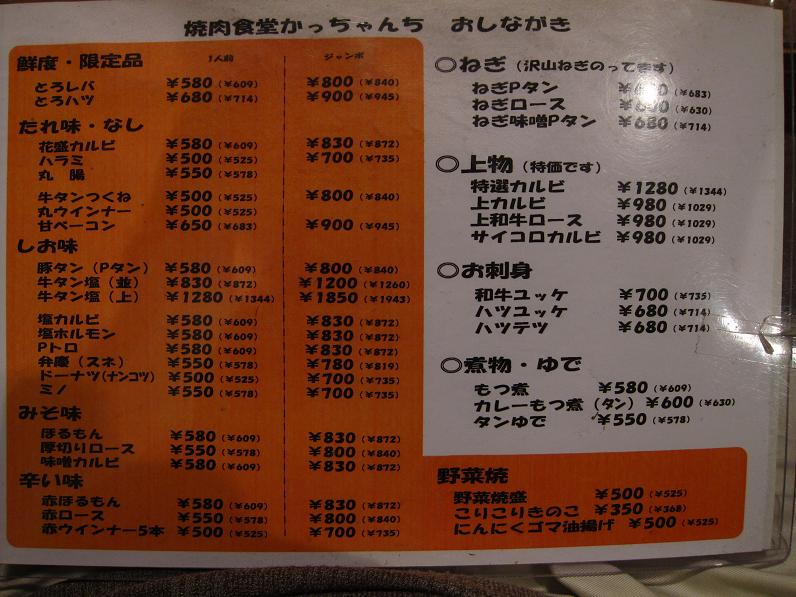 焼肉食堂かっちゃんち おしながき
鮮度・限定品 1人前 ジャンボ
とろレバ ¥580(¥609) ¥800(¥840)
とろハツ ¥680(¥714) ¥900(¥945)
たれ味・なし
花盛カルビ ¥580(¥609) ¥830(¥872)
ハラミ ¥500(¥525) ¥700(¥735)
丸 腸 ¥550(¥578)
牛タンつくね ¥500(¥525) ¥800(¥840)
丸ウインナー ¥500(¥525)
甘ベーコン ¥650(¥683) ¥900(¥945)
しお味
豚タン(Pタン) ¥580(¥609) ¥800(¥840)
牛タン塩(並) ¥830(¥872) ¥1200(¥1260)
牛タン塩(上) ¥1280(¥1344) ¥1850(¥1943)
塩カルビ ¥580(¥609) ¥830(¥872)
塩ホルモン ¥580(¥609) ¥830(¥872)
Pトロ ¥580(¥609) ¥830(¥872)
弁慶(スネ) ¥550(¥578) ¥780(¥819)
ドーナツ(ナンコツ) ¥500(¥525) ¥700(¥735)
ミノ ¥550(¥578) ¥700(¥735)
みそ味
ほるもん ¥580(¥609) ¥830(¥872)
厚切りロース ¥550(¥578) ¥800(¥840)
味噌カルビ ¥580(¥609) ¥830(¥872)
辛い味
赤ほるもん ¥580(¥609) ¥830(¥872)
赤ロース ¥550(¥578) ¥800(¥840)
赤ウインナー5本 ¥500(¥525) ¥700(¥735)
○ねぎ(沢山ねぎのってます)
ねぎPタン (¥683)
ねぎロース (¥630)
ねぎ味噌Pタン ¥680(¥714)
○上物(特価です)
特選カルビ ¥1280(¥1344)
上カルビ ¥980(¥1029)
上和牛ロース ¥980(¥1029)
サイコロカルビ ¥980(¥1029)
○お刺身
和牛ユッケ ¥700(¥735)
ハツユッケ ¥680(¥714)
ハツテツ ¥680(¥714)
○煮物・ゆで
もつ煮 ¥580(¥609)
カレーもつ煮(タン) ¥600(¥630)
タンゆで ¥550(¥578)
野菜焼
野菜焼盛 ¥500(¥525)
こりこりきのこ ¥350(¥368)
にんにくゴマ油揚げ ¥500(¥525)